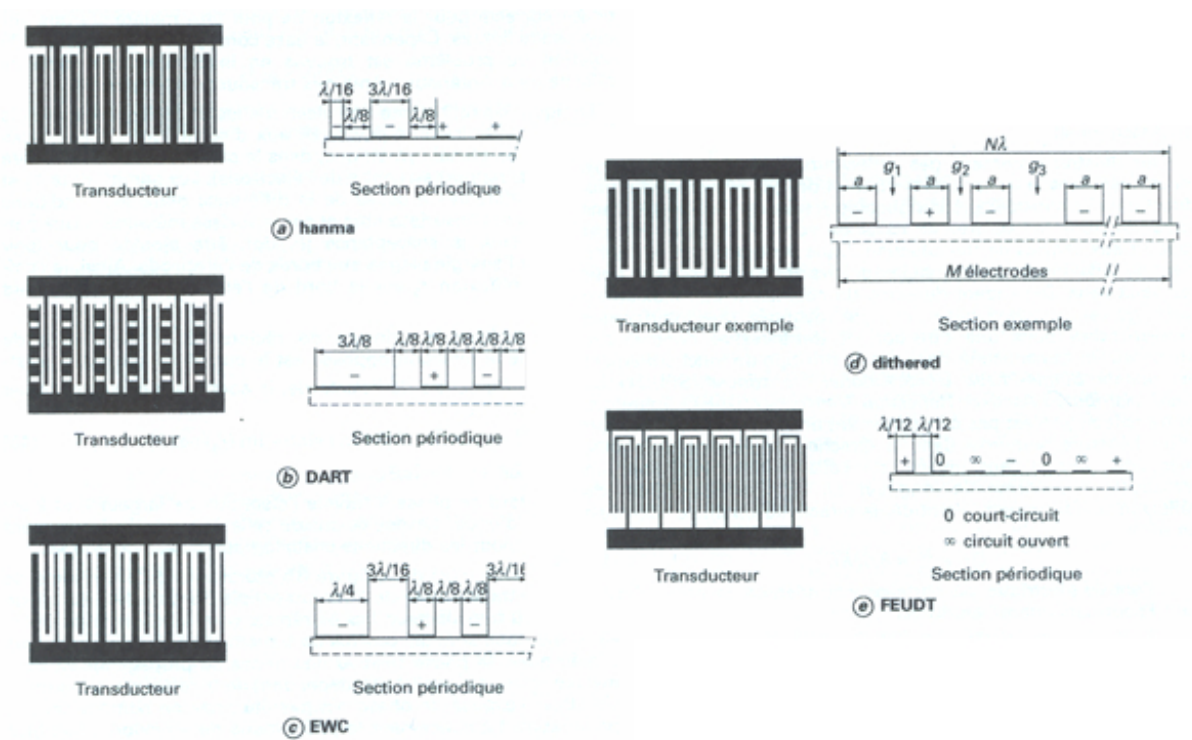 λ/16 3λ/16
λ/8 λ/8
− − + +
Transducteur Section périodique
a hanma
3λ/8 λ/8 λ/8 λ/8 λ/8 λ/8
− + −
Transducteur Section périodique
b DART
3λ/16 3λ/16
λ/4 λ/8 λ/8 λ/8
− + −
Transducteur Section périodique
c EWC
Nλ
g1 g2 g3
a a a a a
− + − − −
M électrodes
Transducteur exemple Section exemple
d dithered
λ/12 λ/12
+ 0 ∞ − 0 ∞ +
0 court-circuit
∞ circuit ouvert
Transducteur Section périodique
e FEUDT